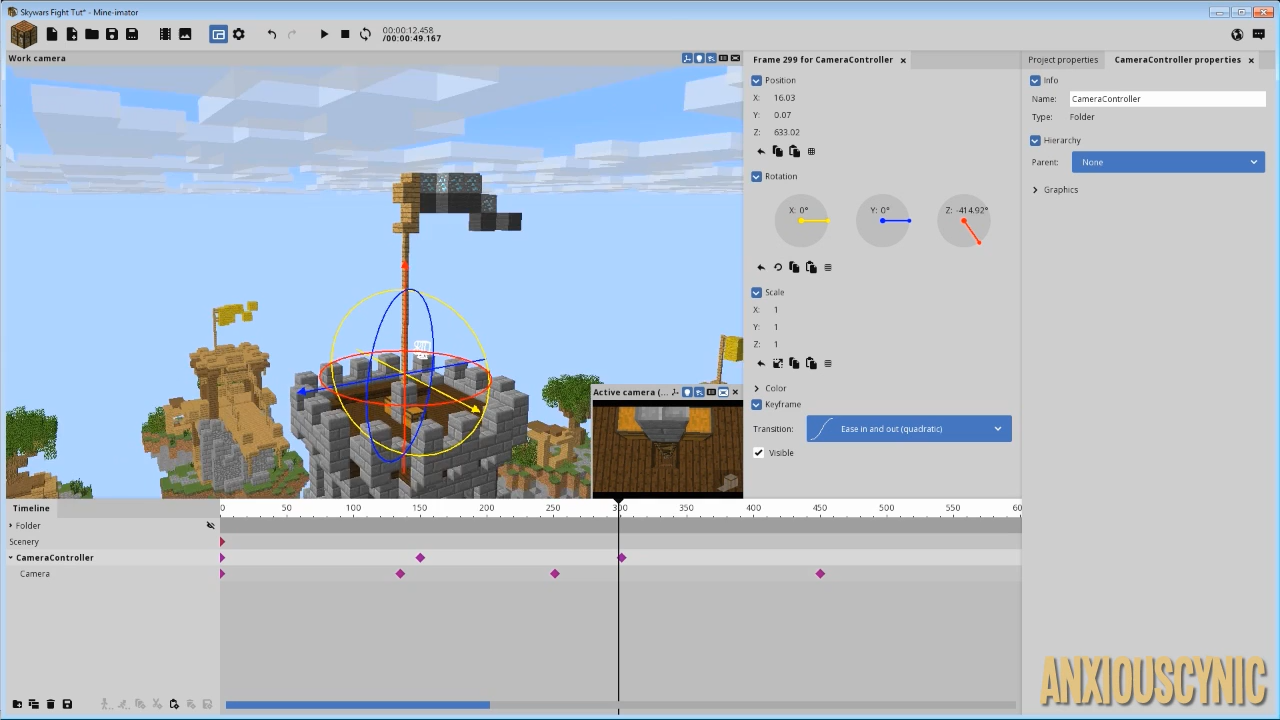 Skywars Fight Tut* - Mine-imator
00:00:12.458
/00:00:49.167
Work camera
Frame 299 for CameraController
Position
X: 16.03
Y: 0.07
Z: 633.02
Rotation
X: 0°
Y: 0°
Z: -414.92°
Scale
X: 1
Y: 1
Z: 1
Color
Keyframe
Transition: Ease in and out (quadratic)
Visible
Project properties
CameraController properties
Info
Name: CameraController
Type: Folder
Hierarchy
Parent: None
Graphics
Active camera (...
Timeline
0 50 100 150 200 250 300 350 400 450 500 550 60
Folder
Scenery
CameraController
Camera
ANXIOUSCYNIC